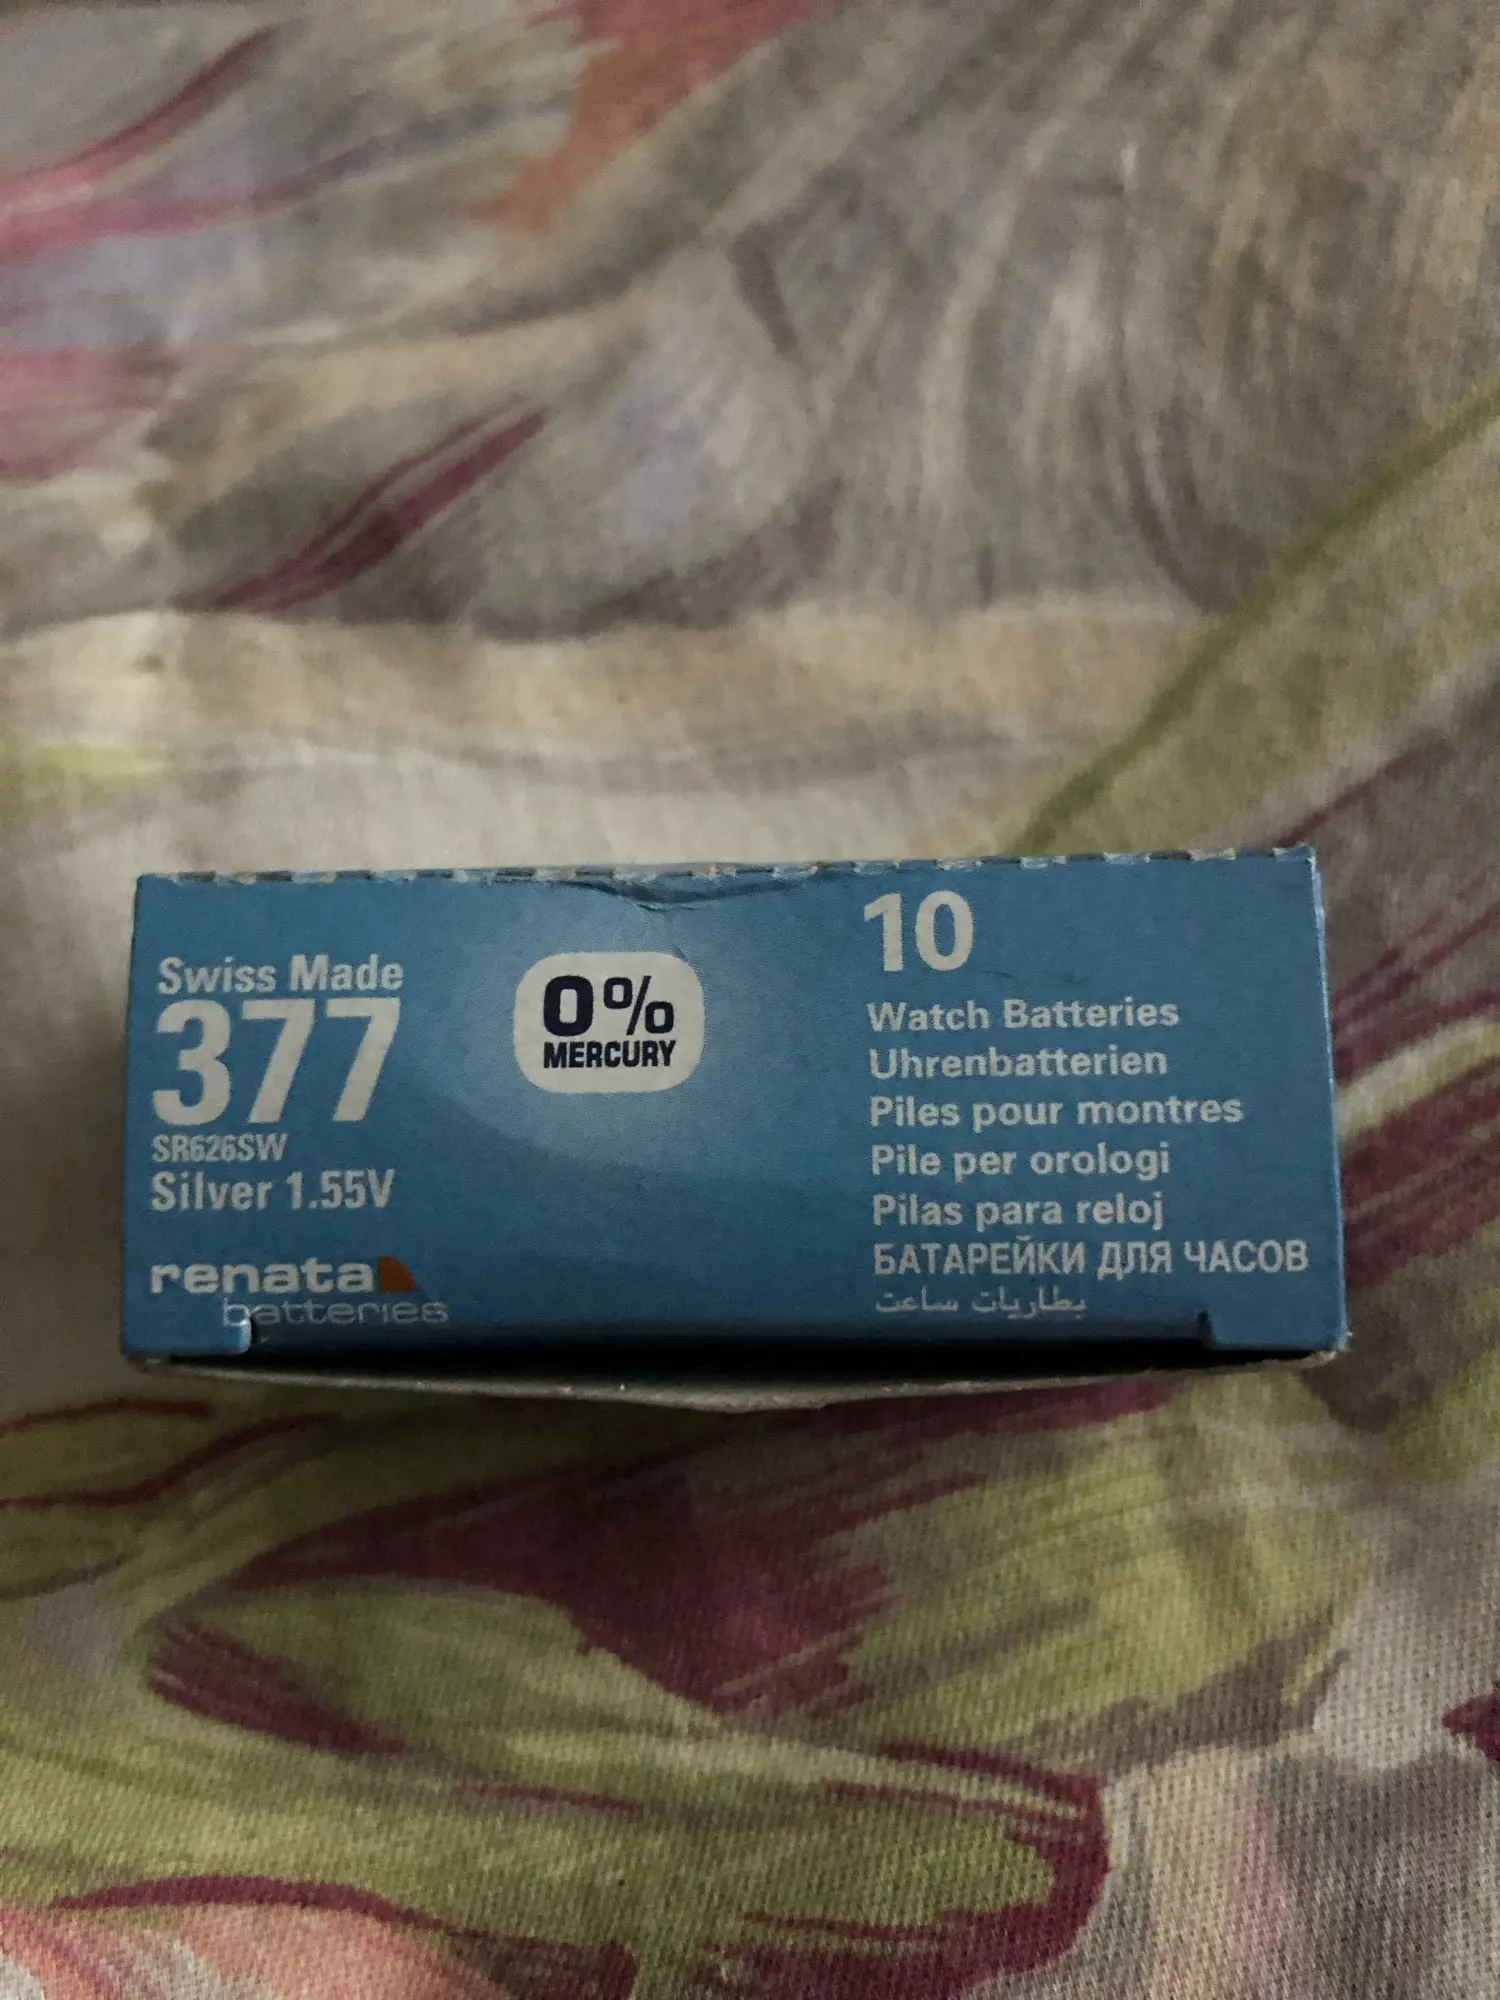 Swiss Made
377
SR626SW
Silver 1.55V
renata
batteries
0%
MERCURY
10
Watch Batteries
Uhrenbatterien
Piles pour montres
Pile per orologi
Pilas para reloj
БАТАРЕЙКИ ДЛЯ ЧАСОВ
بطاريات ساعت